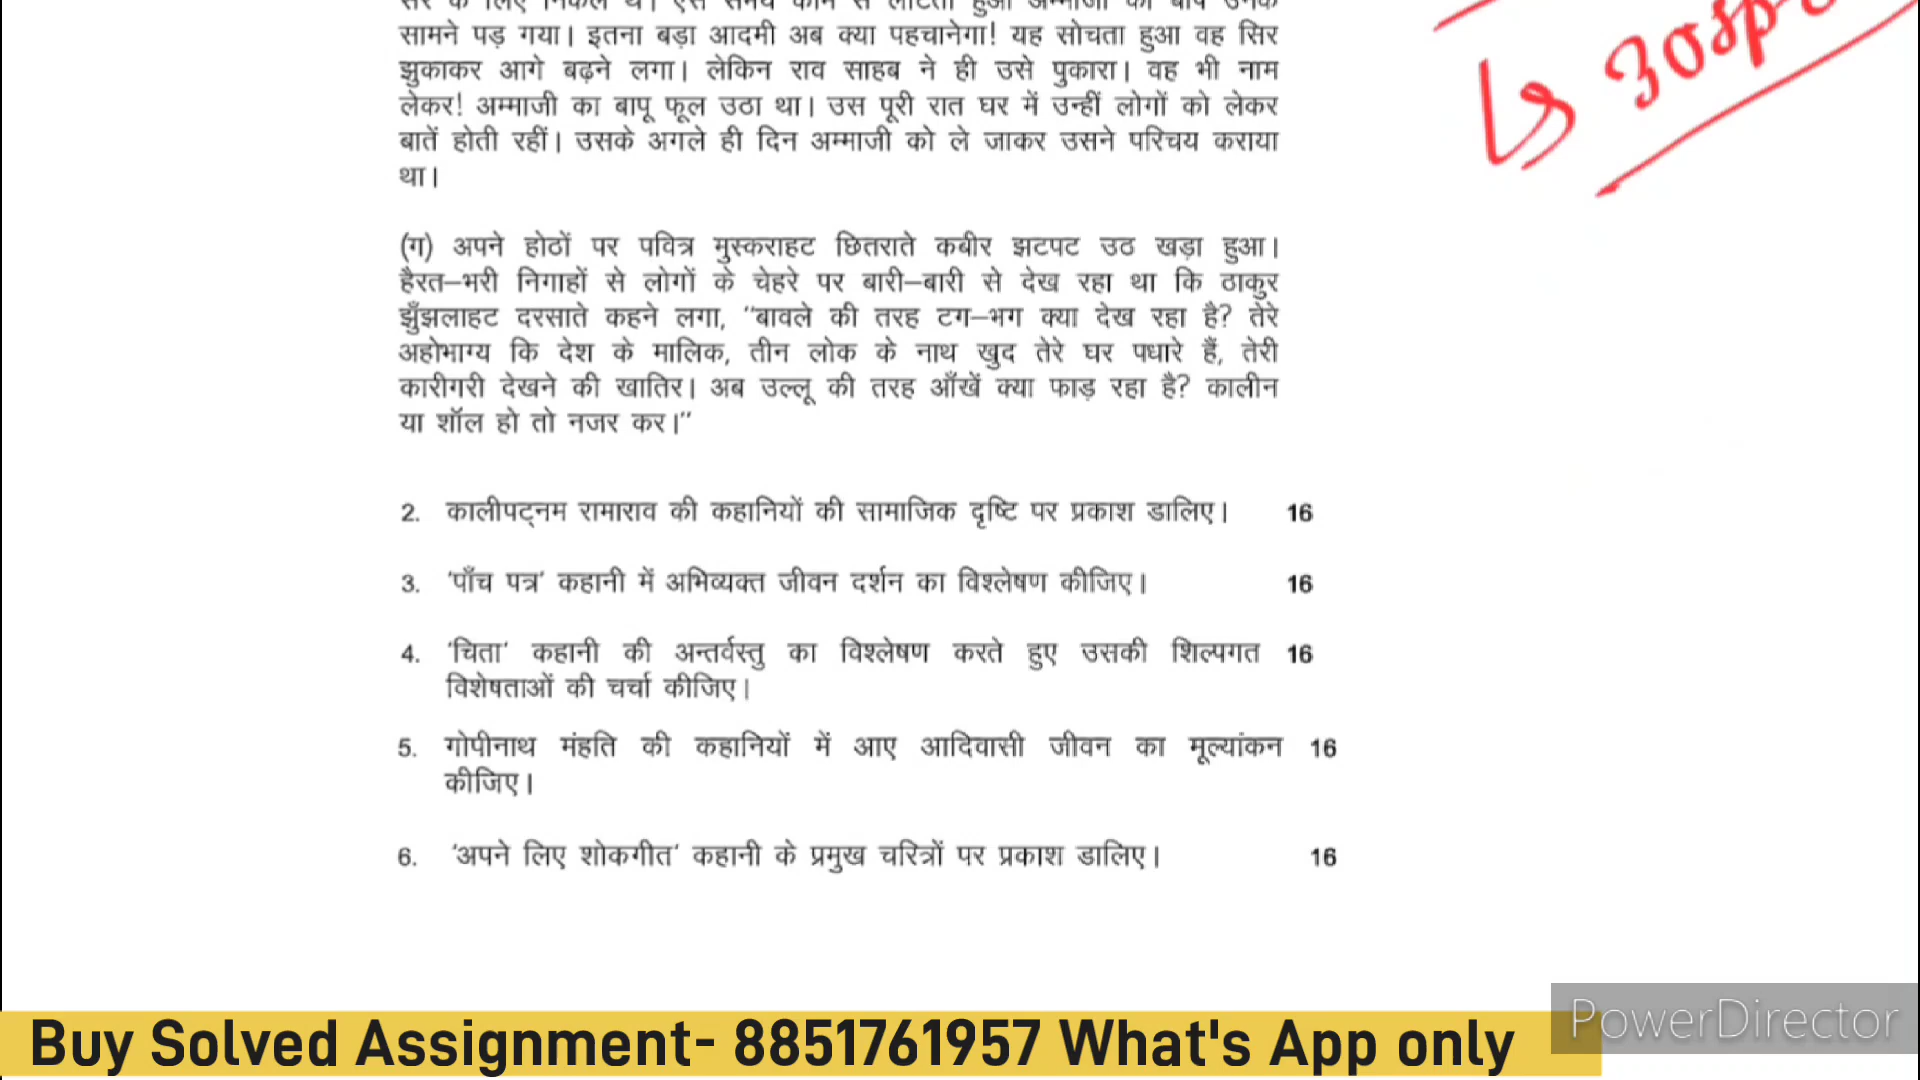 सामने पड़ गया। इतना बड़ा आदमी अब क्या पहचानेगा! यह सोचता हुआ वह सिर
झुकाकर आगे बढ़ने लगा। लेकिन राव साहब ने ही उसे पुकारा। वह भी नाम
लेकर! अम्माजी का बापू फूल उठा था। उस पूरी रात घर में उन्हीं लोगों को लेकर
बातें होती रहीं। उसके अगले ही दिन अम्माजी को ले जाकर उसने परिचय कराया
था।
(ग) अपने होठों पर पवित्र मुस्कराहट छितराते कबीर झटपट उठ खड़ा हुआ।
हैरत–भरी निगाहों से लोगों के चेहरे पर बारी–बारी से देख रहा था कि ठाकुर
झुँझलाहट दरसाते कहने लगा, "बावले की तरह टग–भग क्या देख रहा है? तेरे
अहोभाग्य कि देश के मालिक, तीन लोक के नाथ खुद तेरे घर पधारे हैं, तेरी
कारीगरी देखने की खातिर। अब उल्लू की तरह आँखें क्या फाड़ रहा है? कालीन
या शॉल हो तो नजर कर।"
2. कालीपट्नम रामाराव की कहानियों की सामाजिक दृष्टि पर प्रकाश डालिए। 16
3. 'पाँच पत्र' कहानी में अभिव्यक्त जीवन दर्शन का विश्लेषण कीजिए। 16
4. 'चिता' कहानी की अन्तर्वस्तु का विश्लेषण करते हुए उसकी शिल्पगत 16
विशेषताओं की चर्चा कीजिए।
5. गोपीनाथ मंहति की कहानियों में आए आदिवासी जीवन का मूल्यांकन 16
कीजिए।
6. 'अपने लिए शोकगीत' कहानी के प्रमुख चरित्रों पर प्रकाश डालिए। 16
PowerDirector
Buy Solved Assignment- 8851761957 What's App only